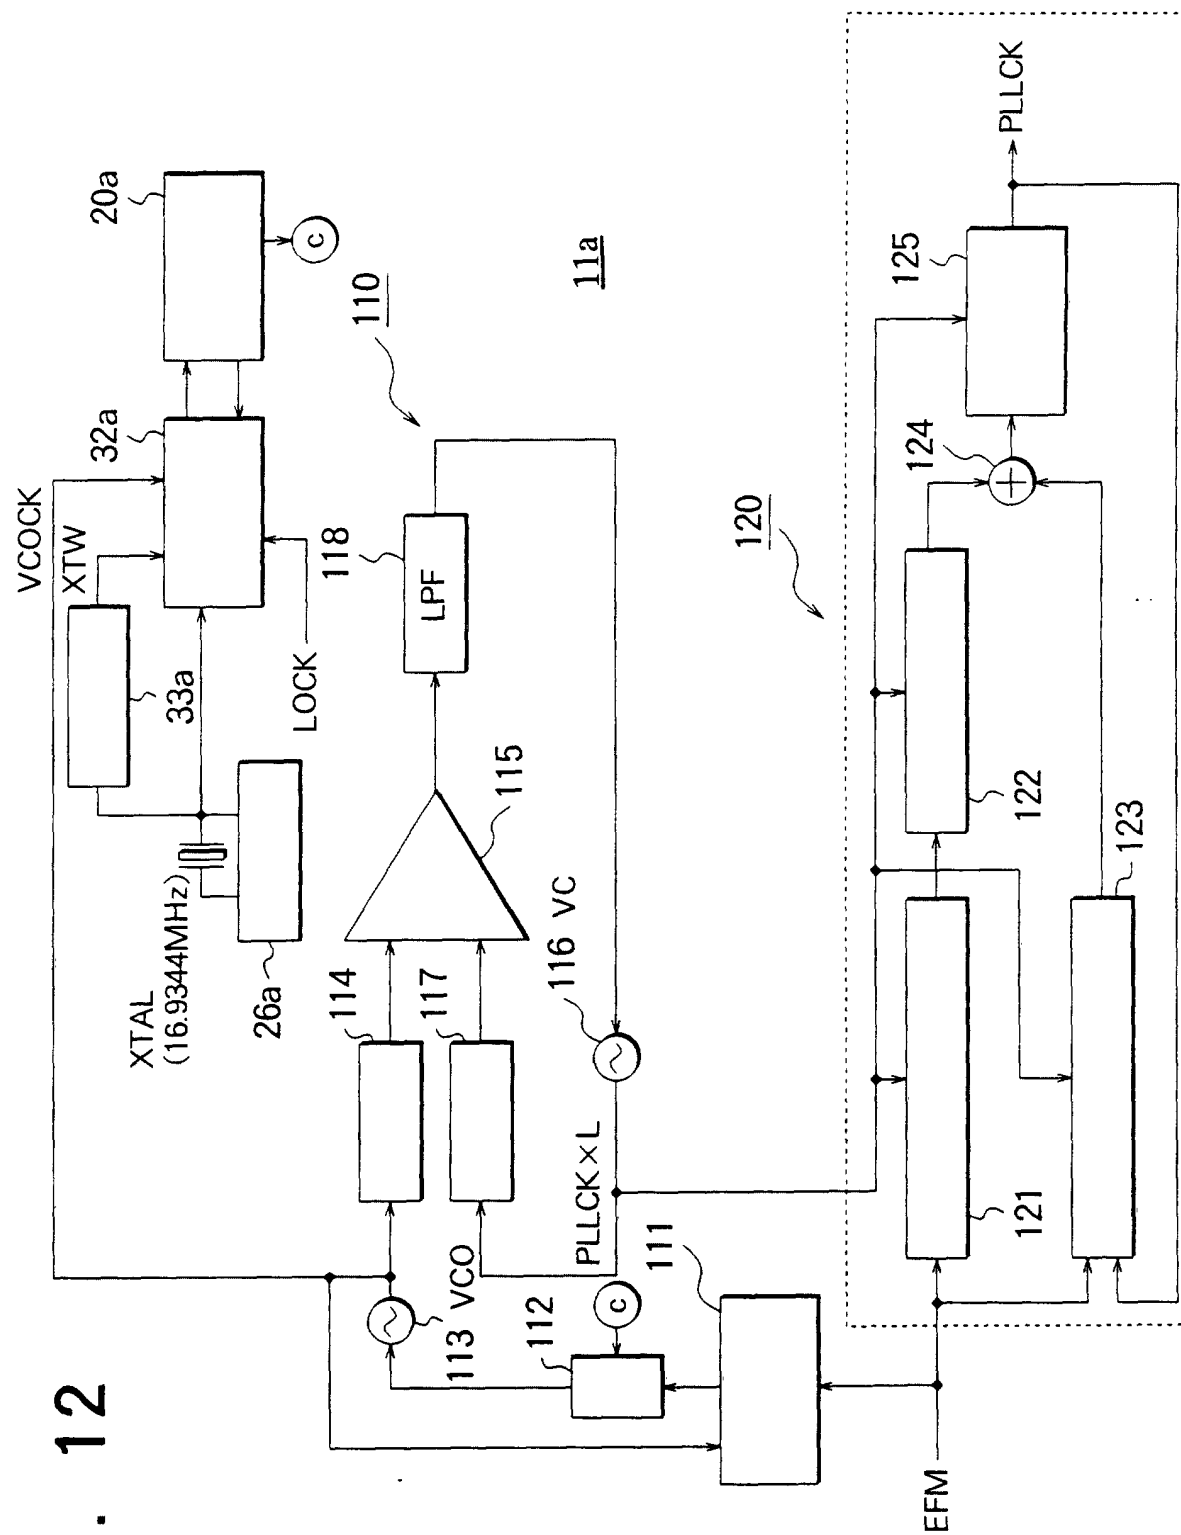 . 12
VCOCK
XTW
33a
32a
20a
c
XTAL
(16.9344MHz)
26a
LOCK
110
11a
114
117
115
118
LPF
116 VC
113 VCO
PLLCK×L
112
c
111
120
EFM
121
122
123
124
125
PLLCK